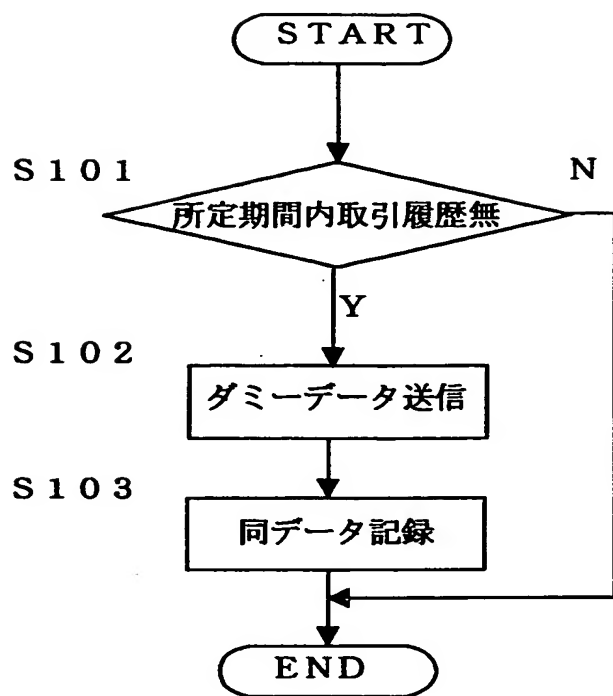 START
S101
N
所定期間内取引履歴無
Y
S102
ダミーデータ送信
S103
同データ記録
END